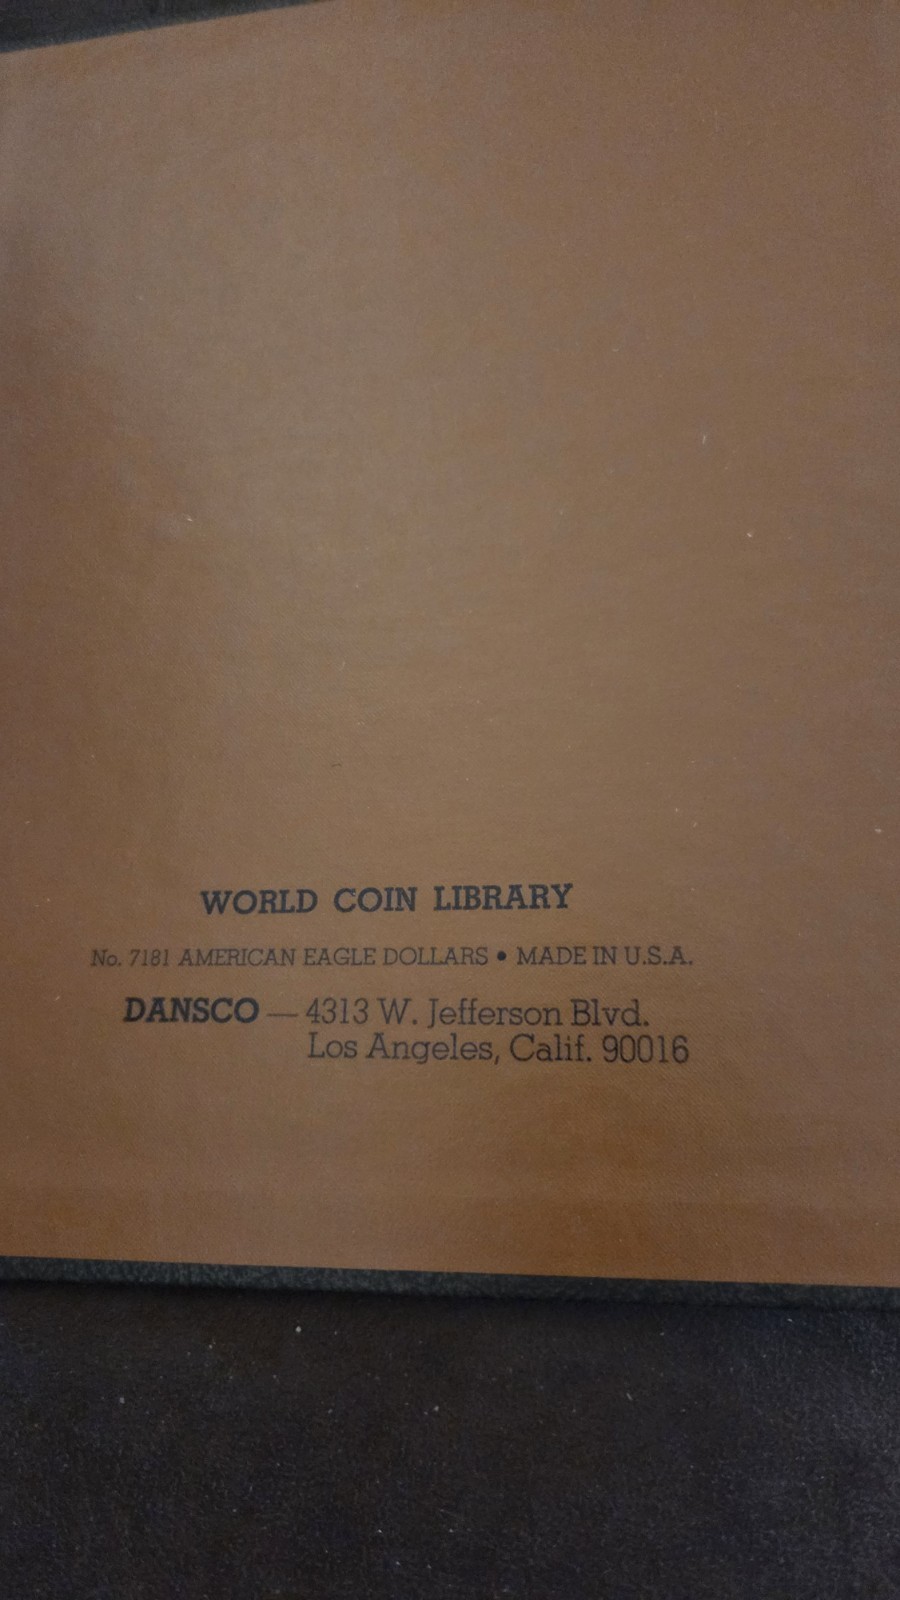 WORLD COIN LIBRARY
No. 7181 AMERICAN EAGLE DOLLARS • MADE IN U.S.A.
DANSCO — 4313 W. Jefferson Blvd.
Los Angeles, Calif. 90016